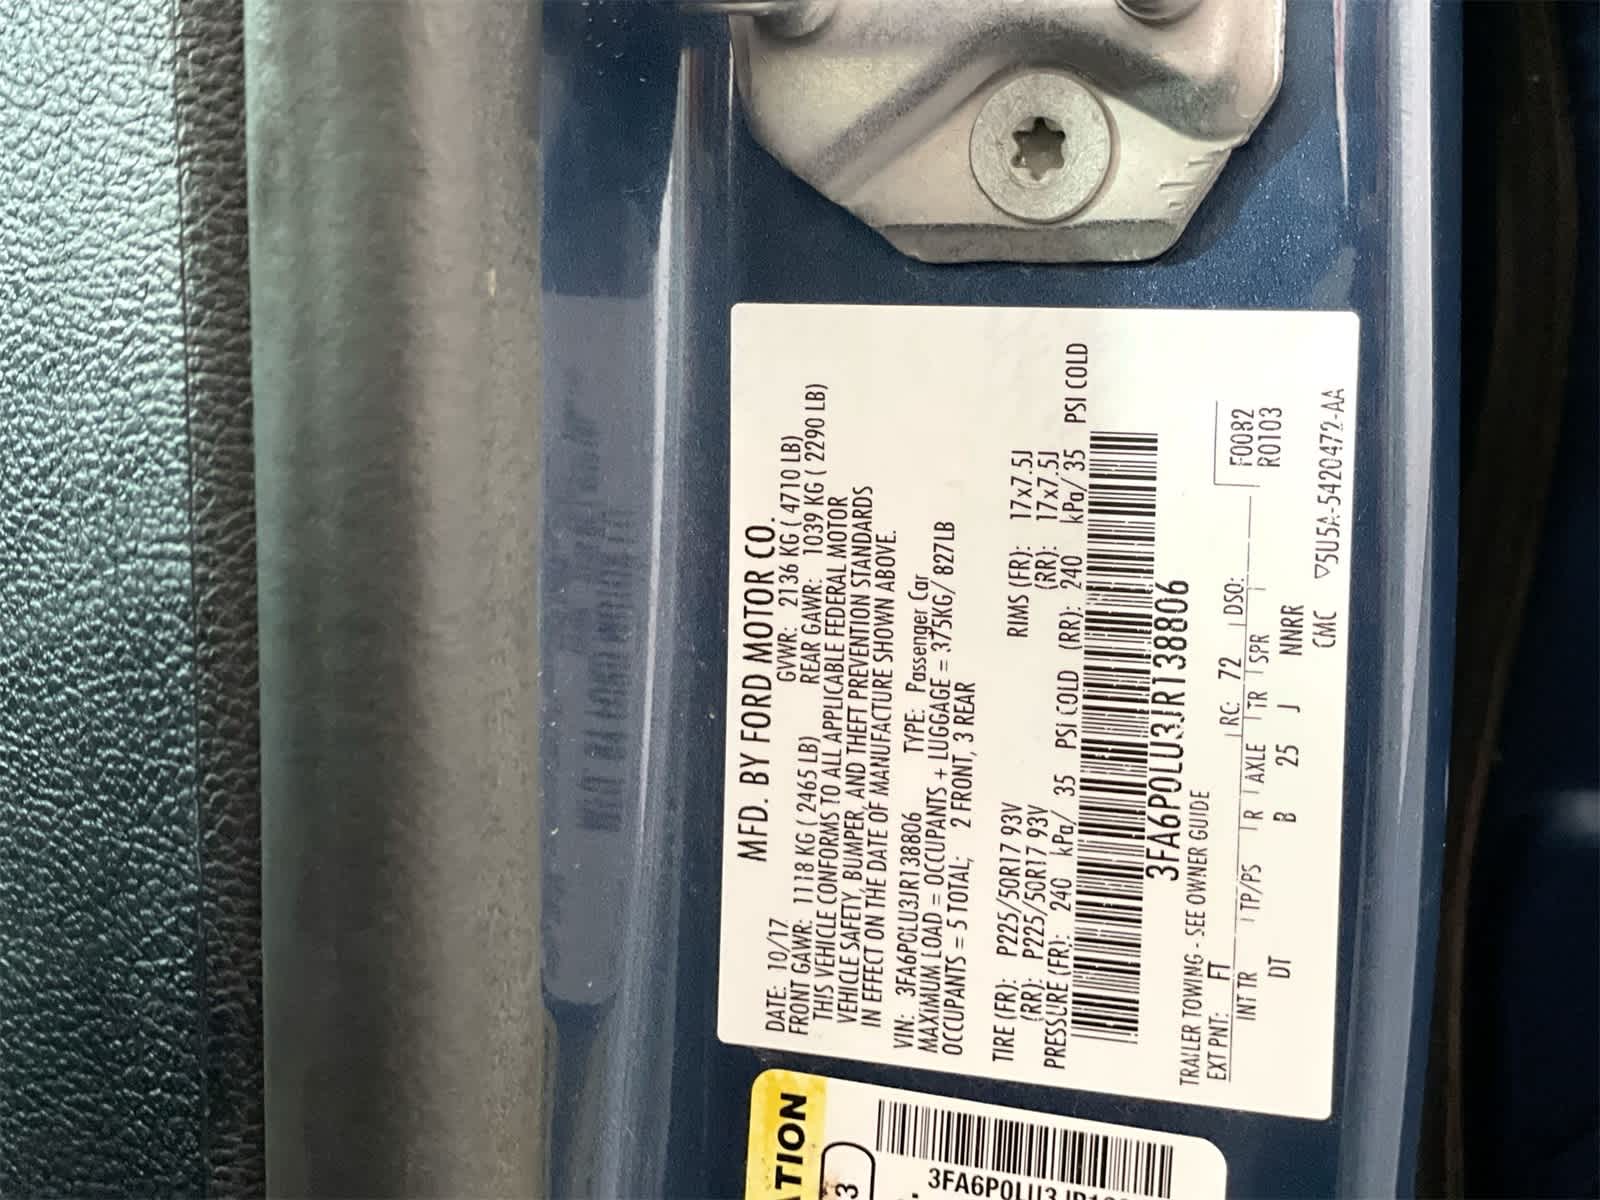 MFD. BY FORD MOTOR CO.
DATE: 10/17 GVWR: 2136 KG ( 4710 LB)
FRONT GAWR: 1118 KG ( 2465 LB) REAR GAWR: 1039 KG ( 2290 LB)
THIS VEHICLE CONFORMS TO ALL APPLICABLE FEDERAL MOTOR
VEHICLE SAFETY, BUMPER, AND THEFT PREVENTION STANDARDS
IN EFFECT ON THE DATE OF MANUFACTURE SHOWN ABOVE.
VIN: 3FA6P0LU3JR138806 TYPE: Passenger Car
MAXIMUM LOAD = OCCUPANTS + LUGGAGE = 375KG/ 827LB
OCCUPANTS = 5 TOTAL; 2 FRONT, 3 REAR
TIRE (FR): P225/50R17 93V RIMS (FR): 17x7.5J
(RR): P225/50R17 93V (RR): 17x7.5J
PRESSURE (FR): 240 kPa/ 35 PSI COLD (RR): 240 kPa/ 35 PSI COLD
3FA6P0LU3JR138806
TRAILER TOWING - SEE OWNER GUIDE
EXT PNT: FT RC: 72 DSO: F0082
INT TR TP/PS R AXLE TR SPR R0103
DT B 25 J NNRR
CMC ▽5U5A-5420472-AA
ATION
3
3FA6P0LU3JR1